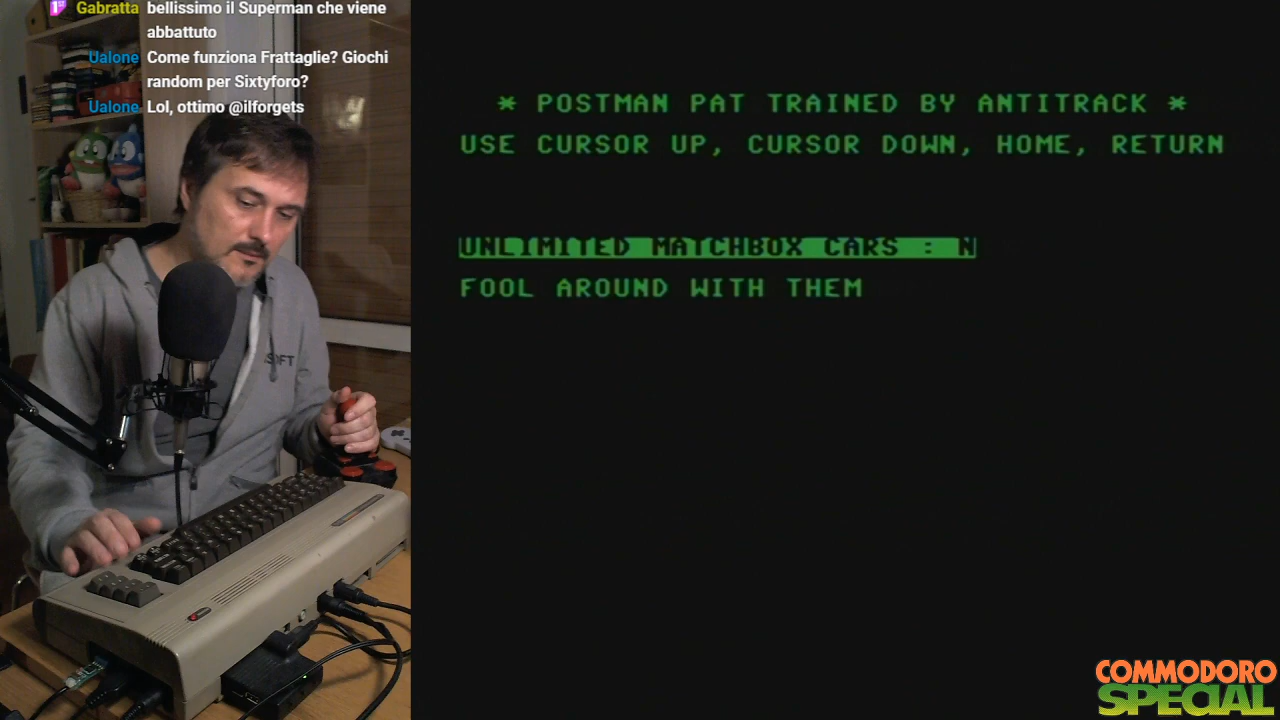 Gabratta bellissimo il Superman che viene
abbattuto
Ualone Come funziona Frattaglie? Giochi
random per Sixtyforo?
Ualone Lol, ottimo @ilforgets
* POSTMAN PAT TRAINED BY ANTITRACK *
USE CURSOR UP, CURSOR DOWN, HOME, RETURN
UNLIMITED MATCHBOX CARS : N
FOOL AROUND WITH THEM
SOFT
COMMODORO
SPECIAL